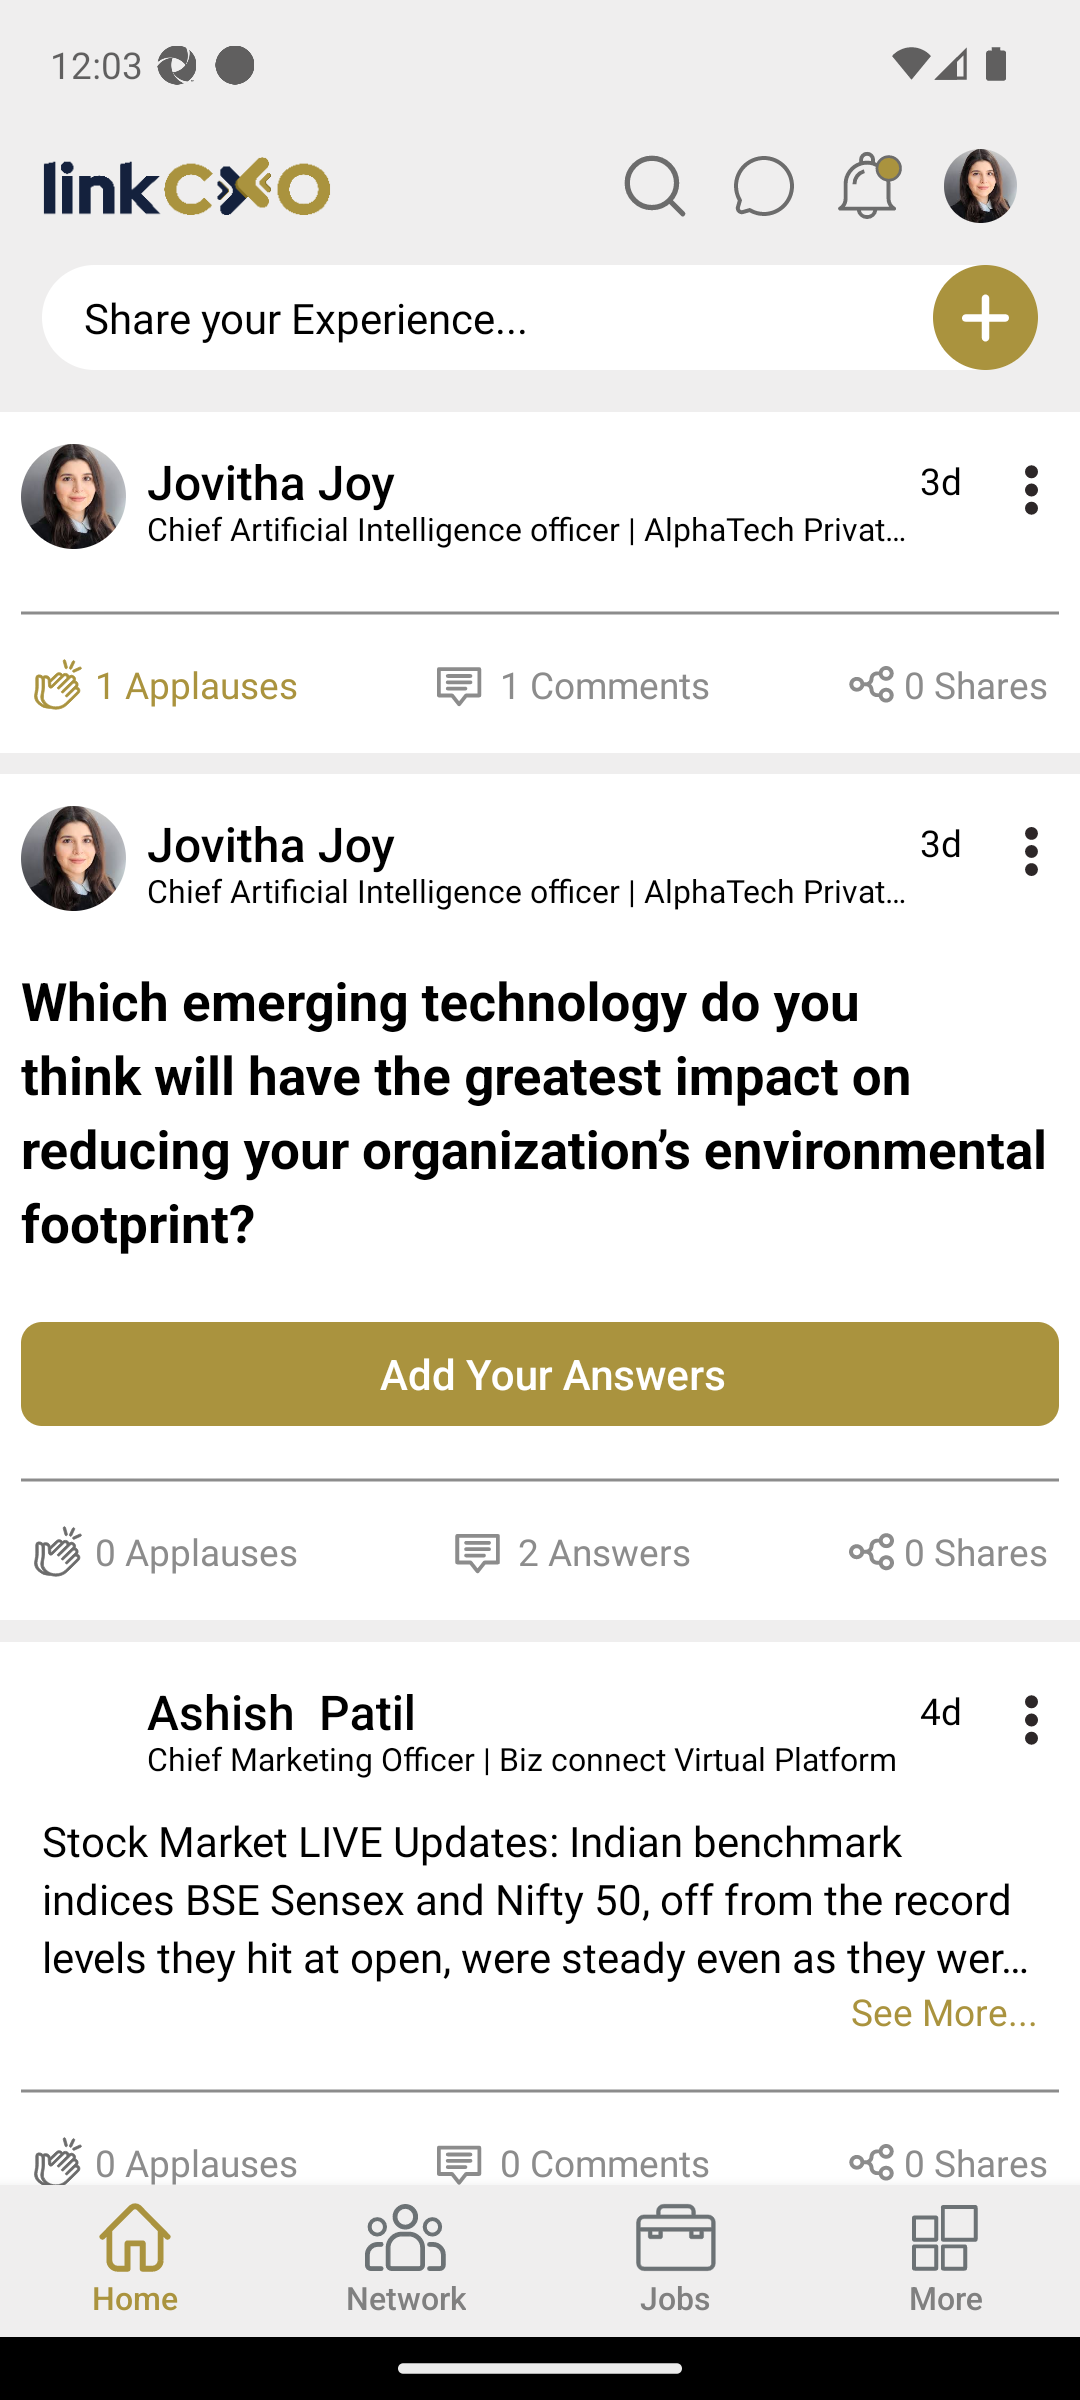 12:03
linkCXO
Share your Experience...
Jovitha Joy
3d
Chief Artificial Intelligence officer | AlphaTech Privat...
1 Applauses
1 Comments
0 Shares
Jovitha Joy
3d
Chief Artificial Intelligence officer | AlphaTech Privat...
Which emerging technology do you
think will have the greatest impact on
reducing your organization’s environmental
footprint?
Add Your Answers
0 Applauses
2 Answers
0 Shares
Ashish  Patil
4d
Chief Marketing Officer | Biz connect Virtual Platform
Stock Market LIVE Updates: Indian benchmark
indices BSE Sensex and Nifty 50, off from the record
levels they hit at open, were steady even as they wer...
See More...
0 Applauses
0 Comments
0 Shares
Home
Network
Jobs
More